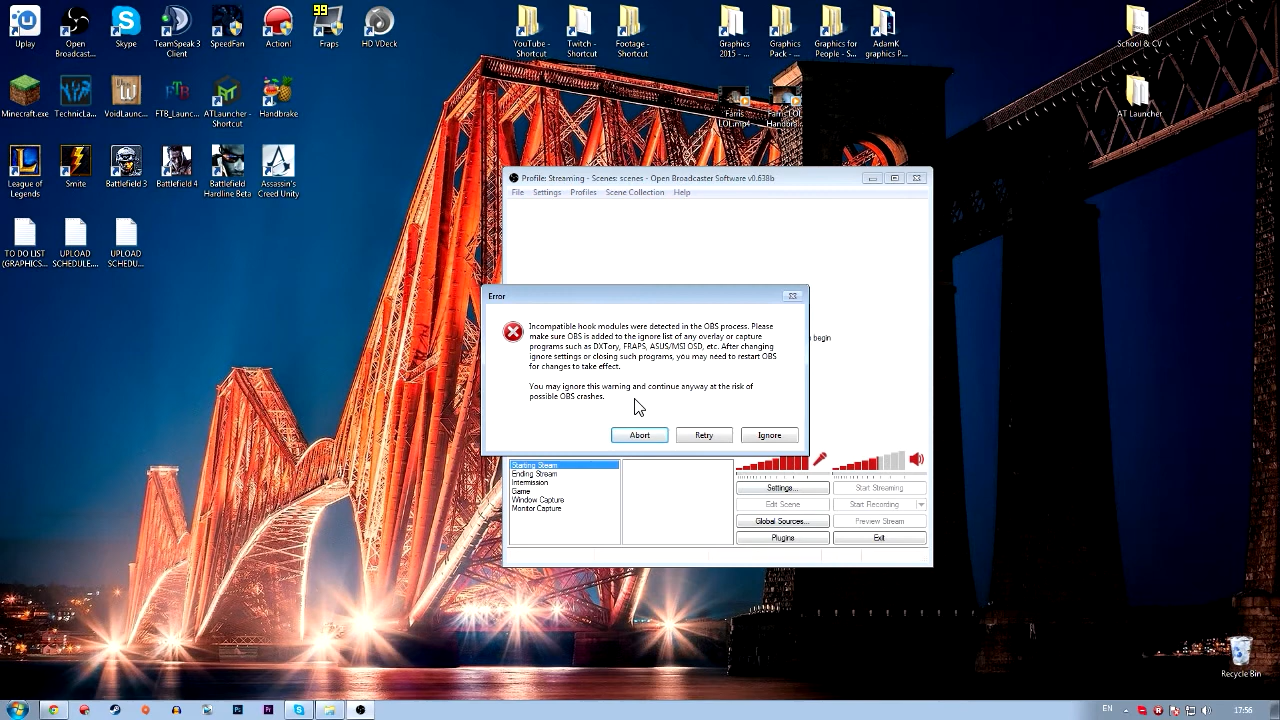 99
Uplay
Open Broadcast...
Skype
TeamSpeak 3 Client
SpeedFan
Action!
Fraps
HD VDeck
YouTube - Shortcut
Twitch - Shortcut
Footage - Shortcut
Graphics 2015 – ...
Graphics Pack - ...
Graphics for People - S...
AdamK graphics P...
School & CV
Minecraft.exe
TechnicLa...
VoidLaunc...
FTB_Launc...
ATLauncher - Shortcut
Handbrake
Farris LOL.mp4
Farris LOL Handbra...
AT Launcher
League of Legends
Smite
Battlefield 3
Battlefield 4
Battlefield Hardline Beta
Assassin's Creed Unity
TO DO LIST (GRAPHICS...
UPLOAD SCHEDULE....
UPLOAD SCHEDU...
Profile: Streaming - Scenes: scenes - Open Broadcaster Software v0.638b
File Settings Profiles Scene Collection Help
Error
Incompatible hook modules were detected in the OBS process. Please
make sure OBS is added to the ignore list of any overlay or capture
programs such as DXTory, FRAPS, ASUS/MSI OSD, etc. After changing
ignore settings or closing such programs, you may need to restart OBS
for changes to take effect.
You may ignore this warning and continue anyway at the risk of
possible OBS crashes.
Abort Retry Ignore
begin
Starting Steam
Ending Stream
Intermission
Game
Window Capture
Monitor Capture
Settings... Start Streaming
Edit Scene Start Recording
Global Sources... Preview Stream
Plugins Exit
Recycle Bin
EN 17:56